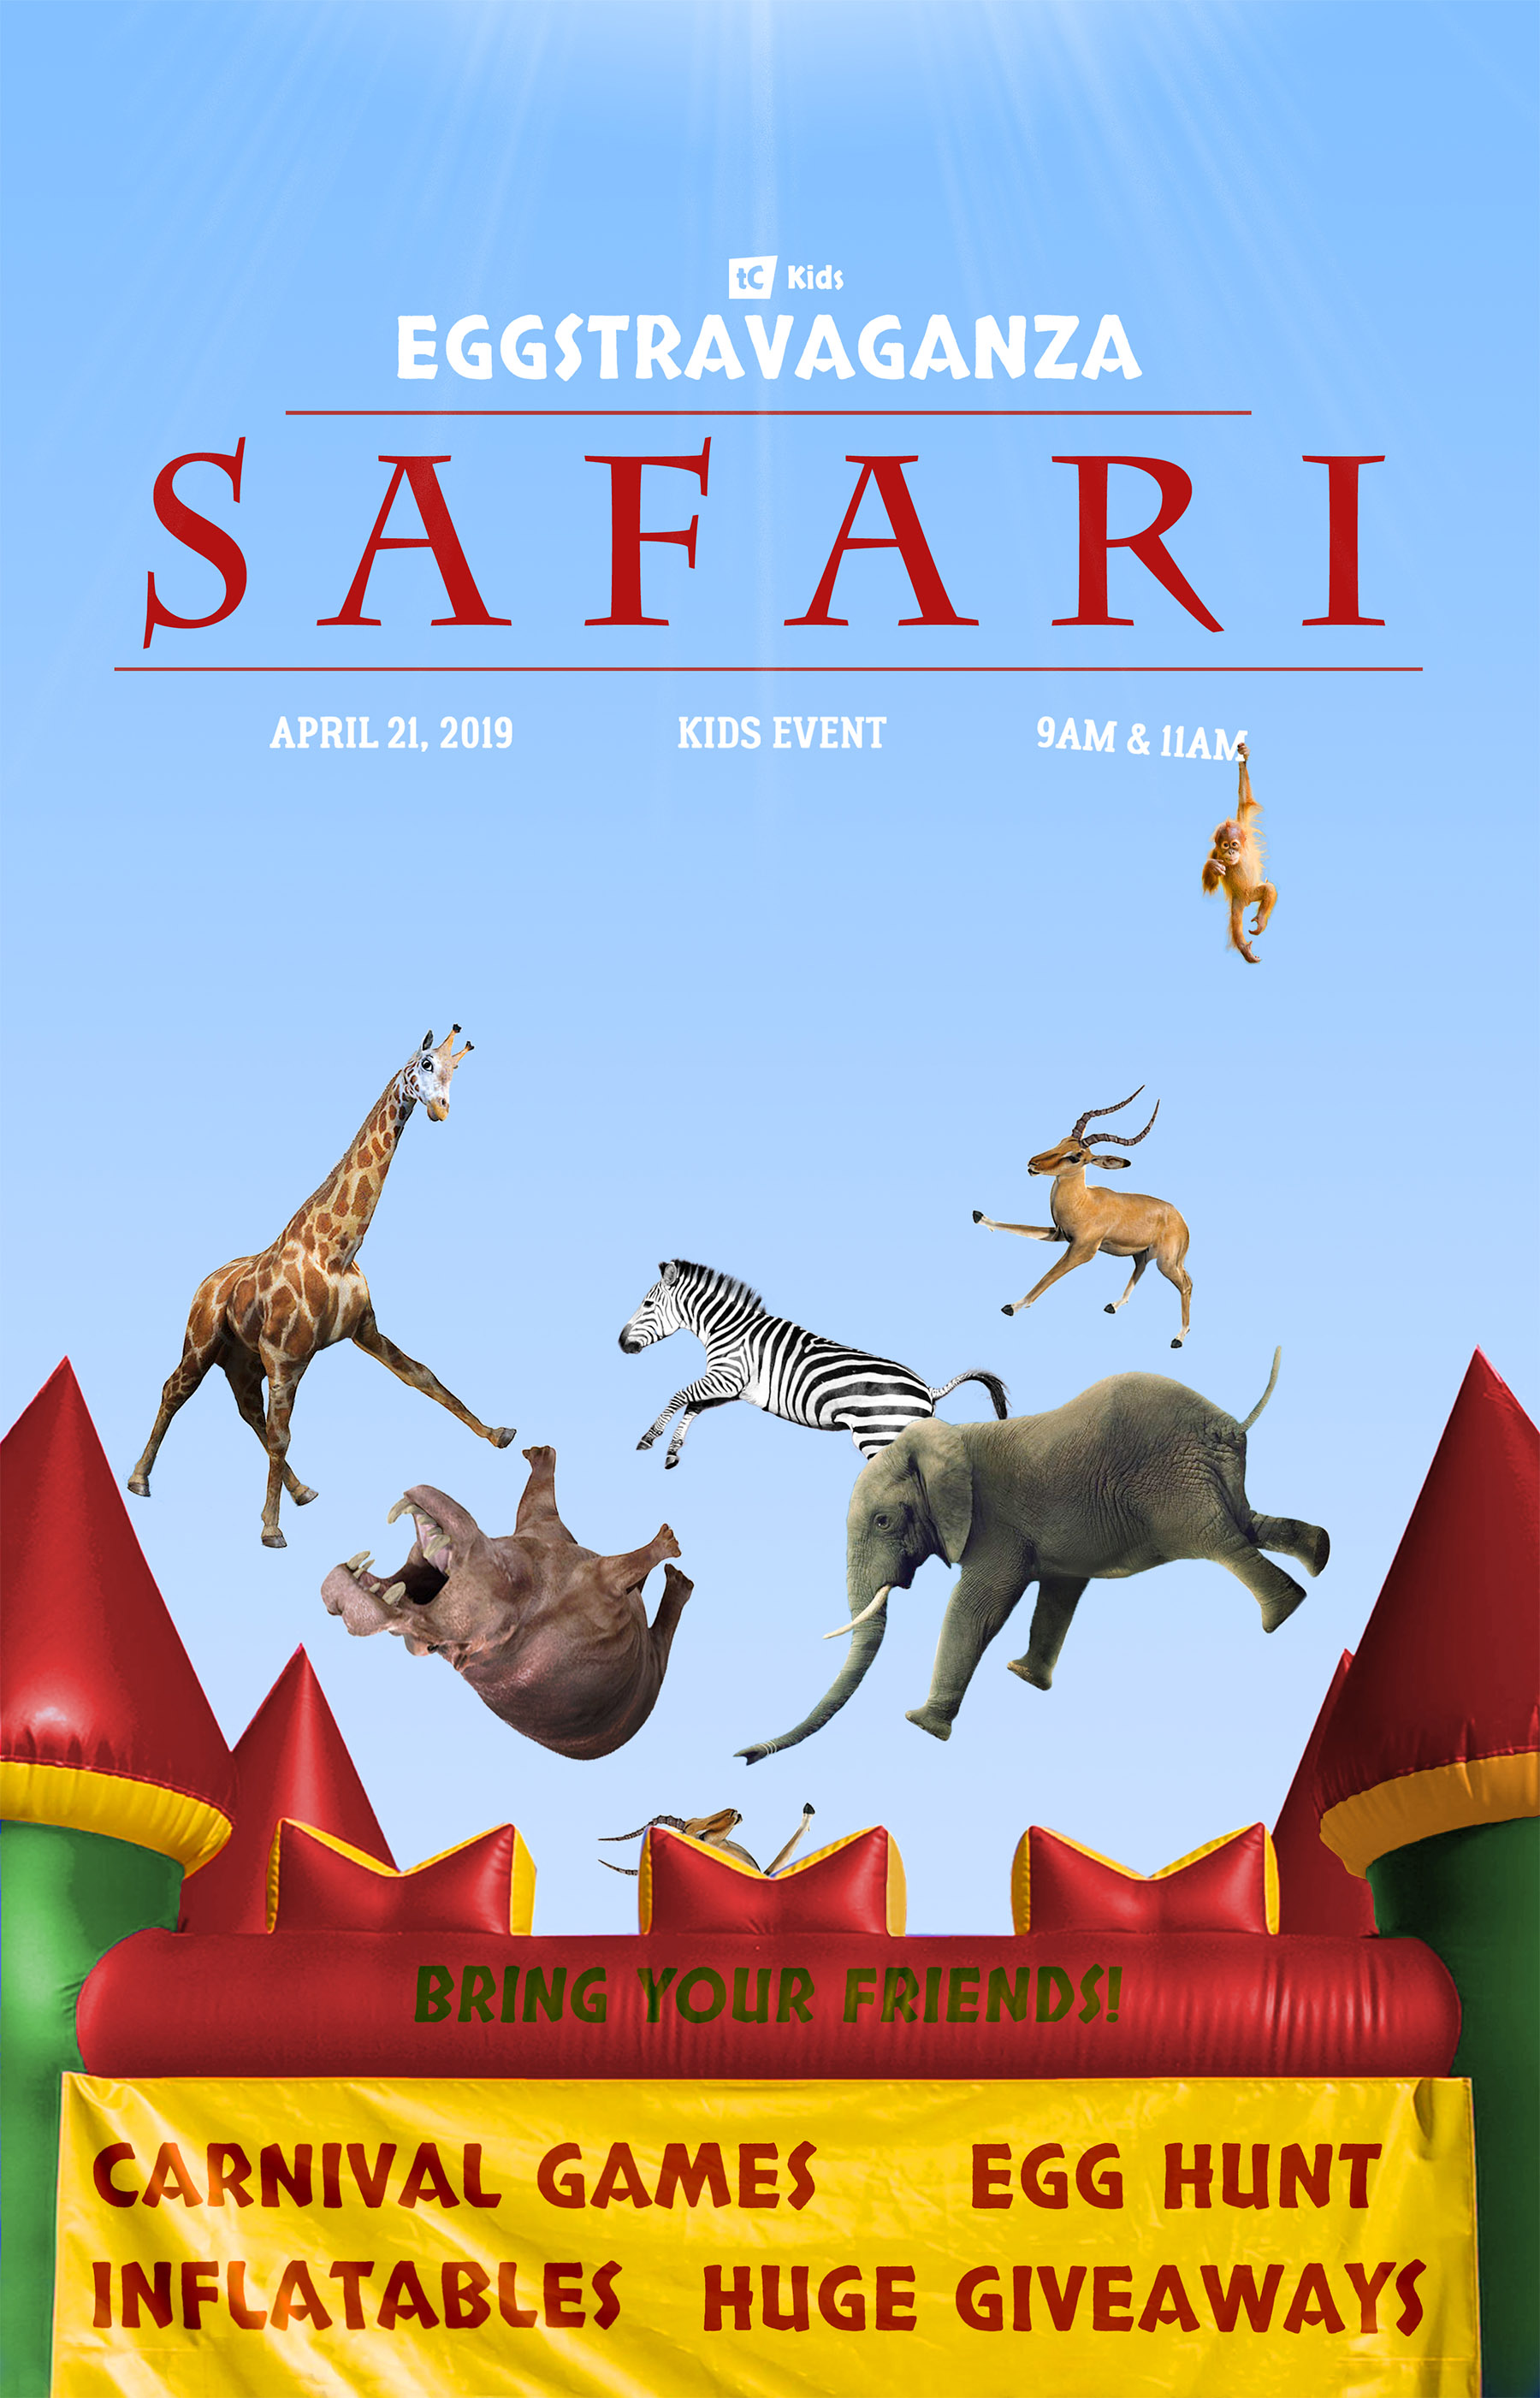 tC Kids
EGGSTRAVAGANZA
SAFARI
APRIL 21, 2019 KIDS EVENT 9AM & 11AM
BRING YOUR FRIENDS!
CARNIVAL GAMES EGG HUNT
INFLATABLES HUGE GIVEAWAYS